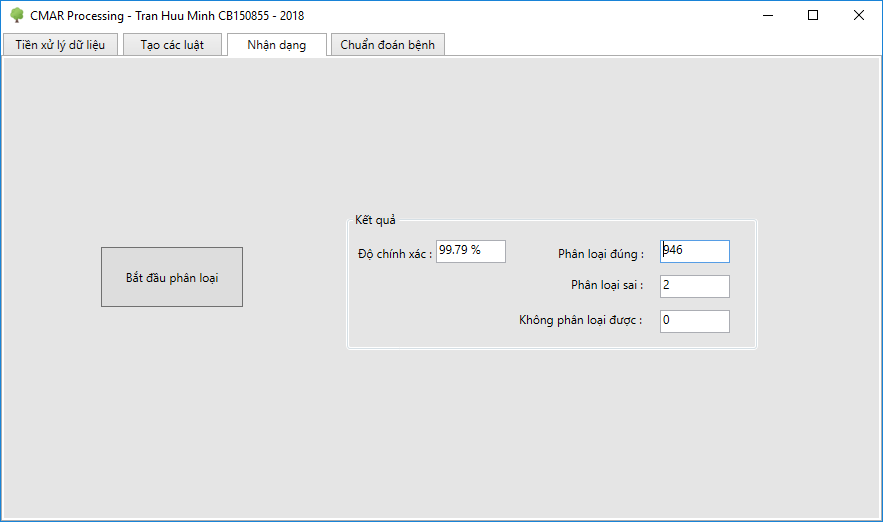 CMAR Processing - Tran Huu Minh CB150855 - 2018
Tiền xử lý dữ liệu Tạo các luật Nhận dạng Chuẩn đoán bệnh
Kết quả
Độ chính xác : 99.79 % Phân loại đúng : 946
Bắt đầu phân loại
Phân loại sai : 2
Không phân loại được : 0